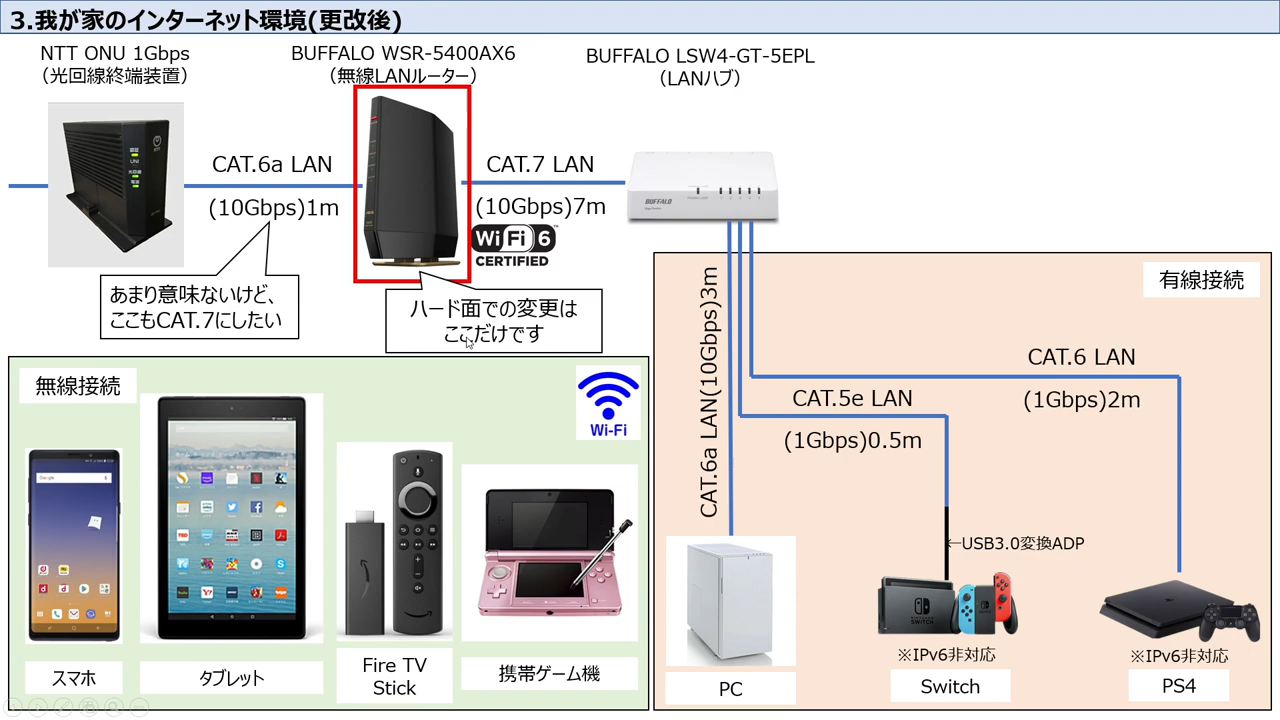 3.我が家のインターネット環境(更改後)
NTT ONU 1Gbps
（光回線終端装置）
BUFFALO WSR-5400AX6
（無線LANルーター）
BUFFALO LSW4-GT-5EPL
（LANハブ）
CAT.6a LAN
(10Gbps)1m
CAT.7 LAN
(10Gbps)7m
Wi Fi 6
CERTIFIED
BUFFALO
あまり意味ないけど、
ここもCAT.7にしたい
ハード面での変更は
ここだけです
無線接続
Wi-Fi
スマホ
タブレット
Fire TV
Stick
携帯ゲーム機
有線接続
CAT.6a LAN(10Gbps)3m
CAT.5e LAN
(1Gbps)0.5m
CAT.6 LAN
(1Gbps)2m
←USB3.0変換ADP
※IPv6非対応
※IPv6非対応
PC
Switch
PS4